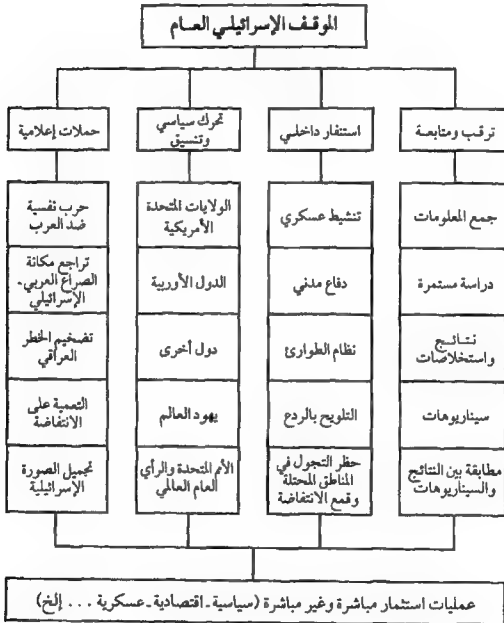 الموقف الإسرائيلي العام
ترقب ومتابعة
استنفار داخلي
تحرك سياسي
وتنسيق
حملات إعلامية
جمع المعلومات
دراسة مستمرة
نتائج
واستخلاصات
سيناريوهات
مطابقة بين النتائج
والسيناريوهات
تنشيط عسكري
دفاع مدني
نظام الطوارئ
التلويح بالردع
حظر التجول في
المناطق المحتلة
وقمع الانتفاضة
الولايات المتحدة
الأمريكية
الدول الأوربية
دول أخرى
يهود العالم
الأمم المتحدة والرأي
العام العالمي
حرب نفسية
ضد العرب
تراجع مكانة
الصراع العربي-
الإسرائيلي
تضخيم الخطر
العراقي
التعمية على
الانتفاضة
تجميل الصورة
الإسرائيلية
عمليات استثمار مباشرة وغير مباشرة (سياسية-اقتصادية-عسكرية ... إلخ)